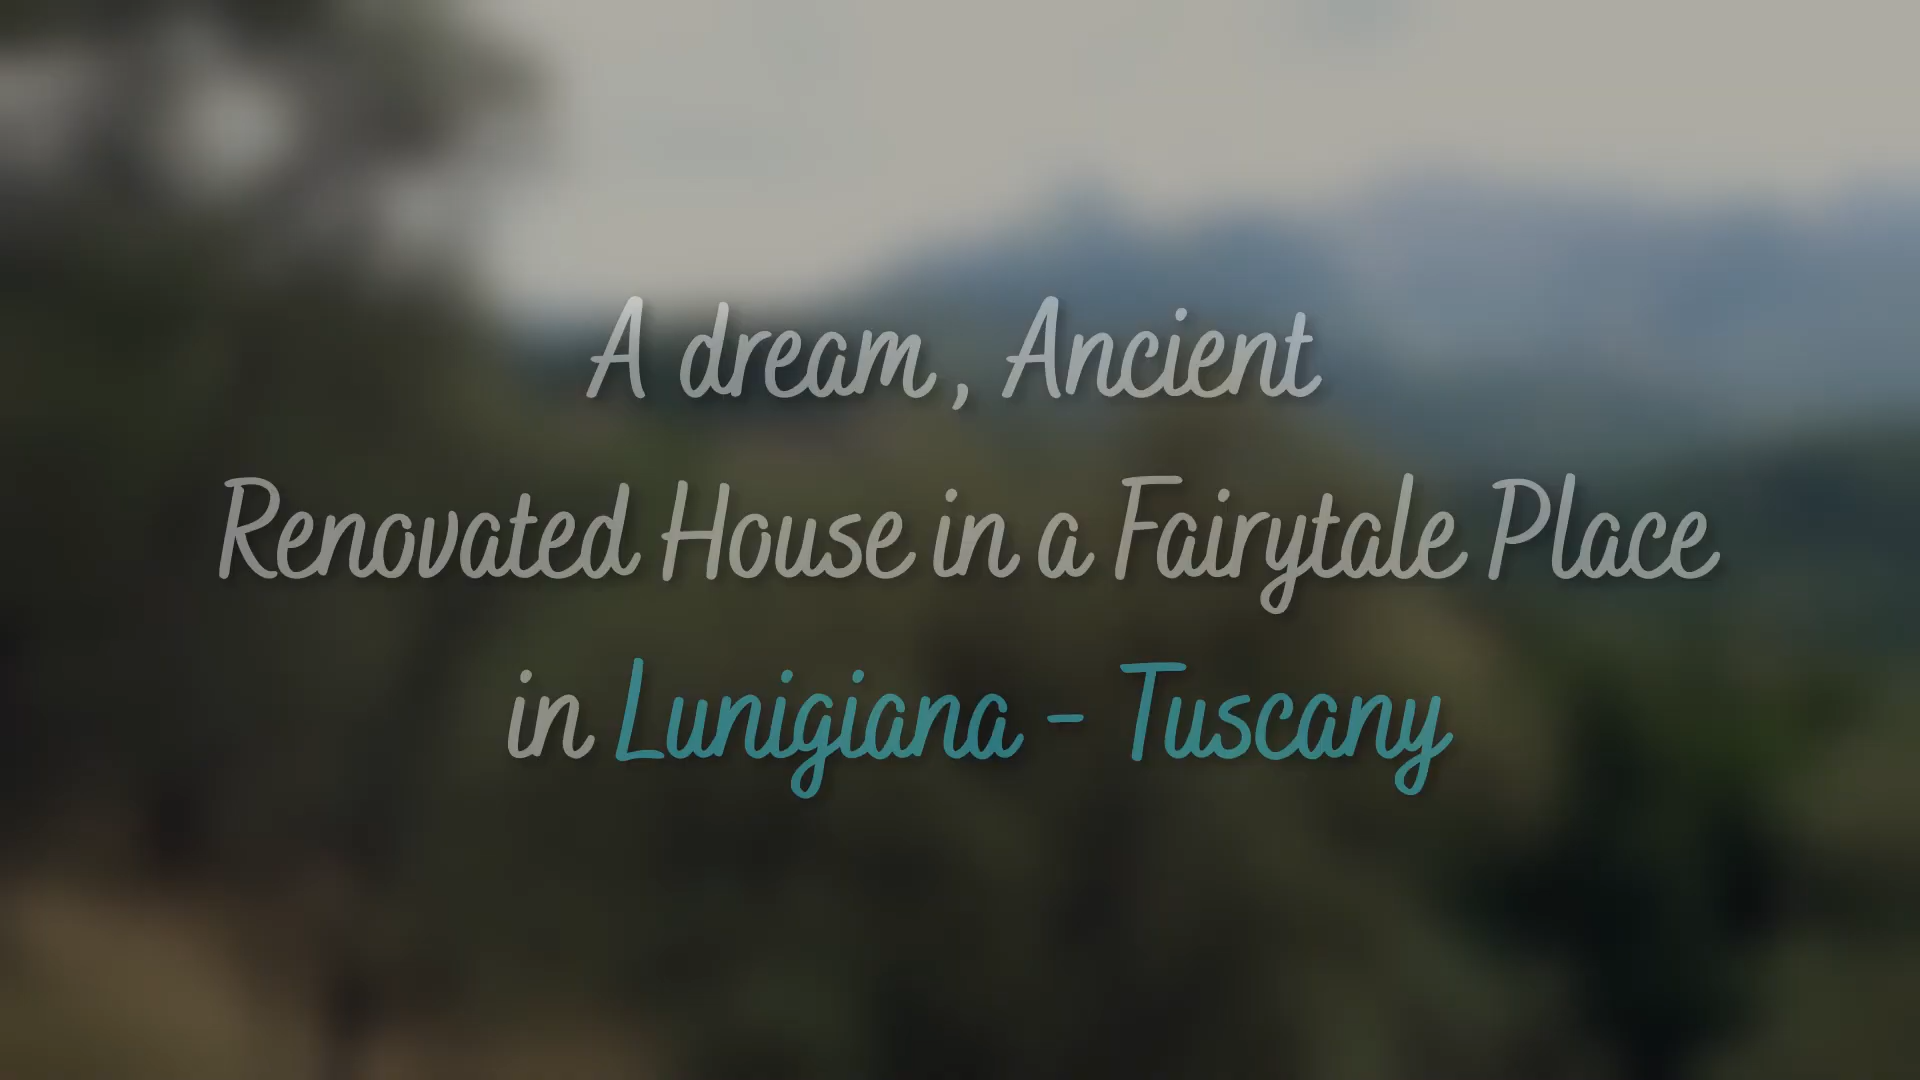 A dream, Ancient
Renovated House in a Fairytale Place
in Lunigiana - Tuscany